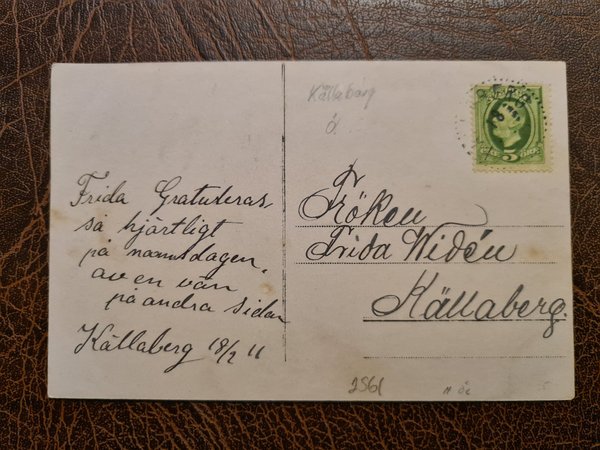 Frida Gratuleras
så hjärtligt
på namnsdagen,
av en vän
på andra sidan
Källaberg 18/2 11
Källaberg
Ö.
5
Fröken
Frida Widén
Källaberg.
2561